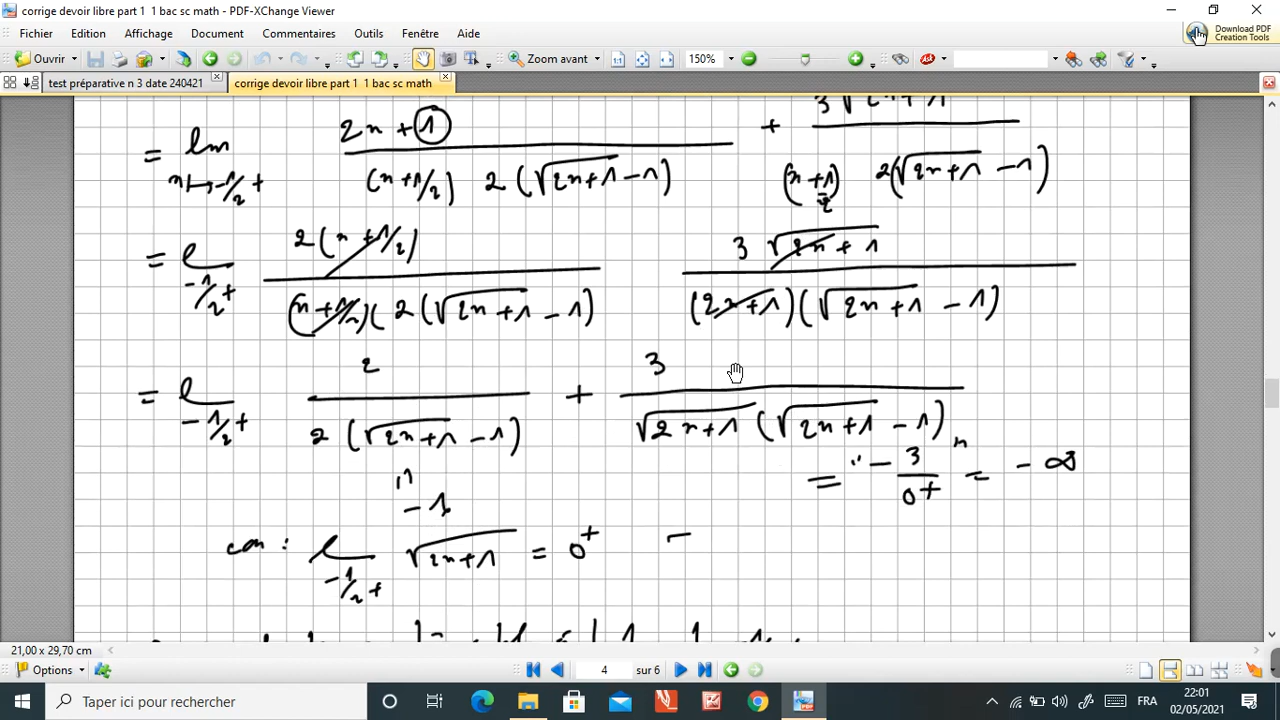 corrige devoir libre part 1 1 bac sc math - PDF-XChange Viewer
Fichier Edition Affichage Document Commentaires Outils Fenêtre Aide
Download PDF Creation Tools
Ouvrir Zoom avant 150%
test préparative n 3 date 240421 corrige devoir libre part 1 1 bac sc math
= lim x↦-1/2+ (2x + 1) / ((x+1/2) 2(√(2x+1) - 1)) + 3√(2x+1) / ((x+1/2) 2(√(2x+1) - 1))
= l -1/2+ 2(x+1/2) / ((x+1/2)(2(√(2x+1) - 1)) 3√(2x+1) / ((2x+1)(√(2x+1) - 1))
= l -1/2+ 2 / (2(√(2x+1) - 1)) + 3 / (√(2x+1)(√(2x+1) - 1))
-1
= " - 3/0+ " = - ∞
car : l -1/2+ √(2x+1) = 0+ -
21,00 x 29,70 cm
Options 4 sur 6
Taper ici pour rechercher FRA 22:01 02/05/2021